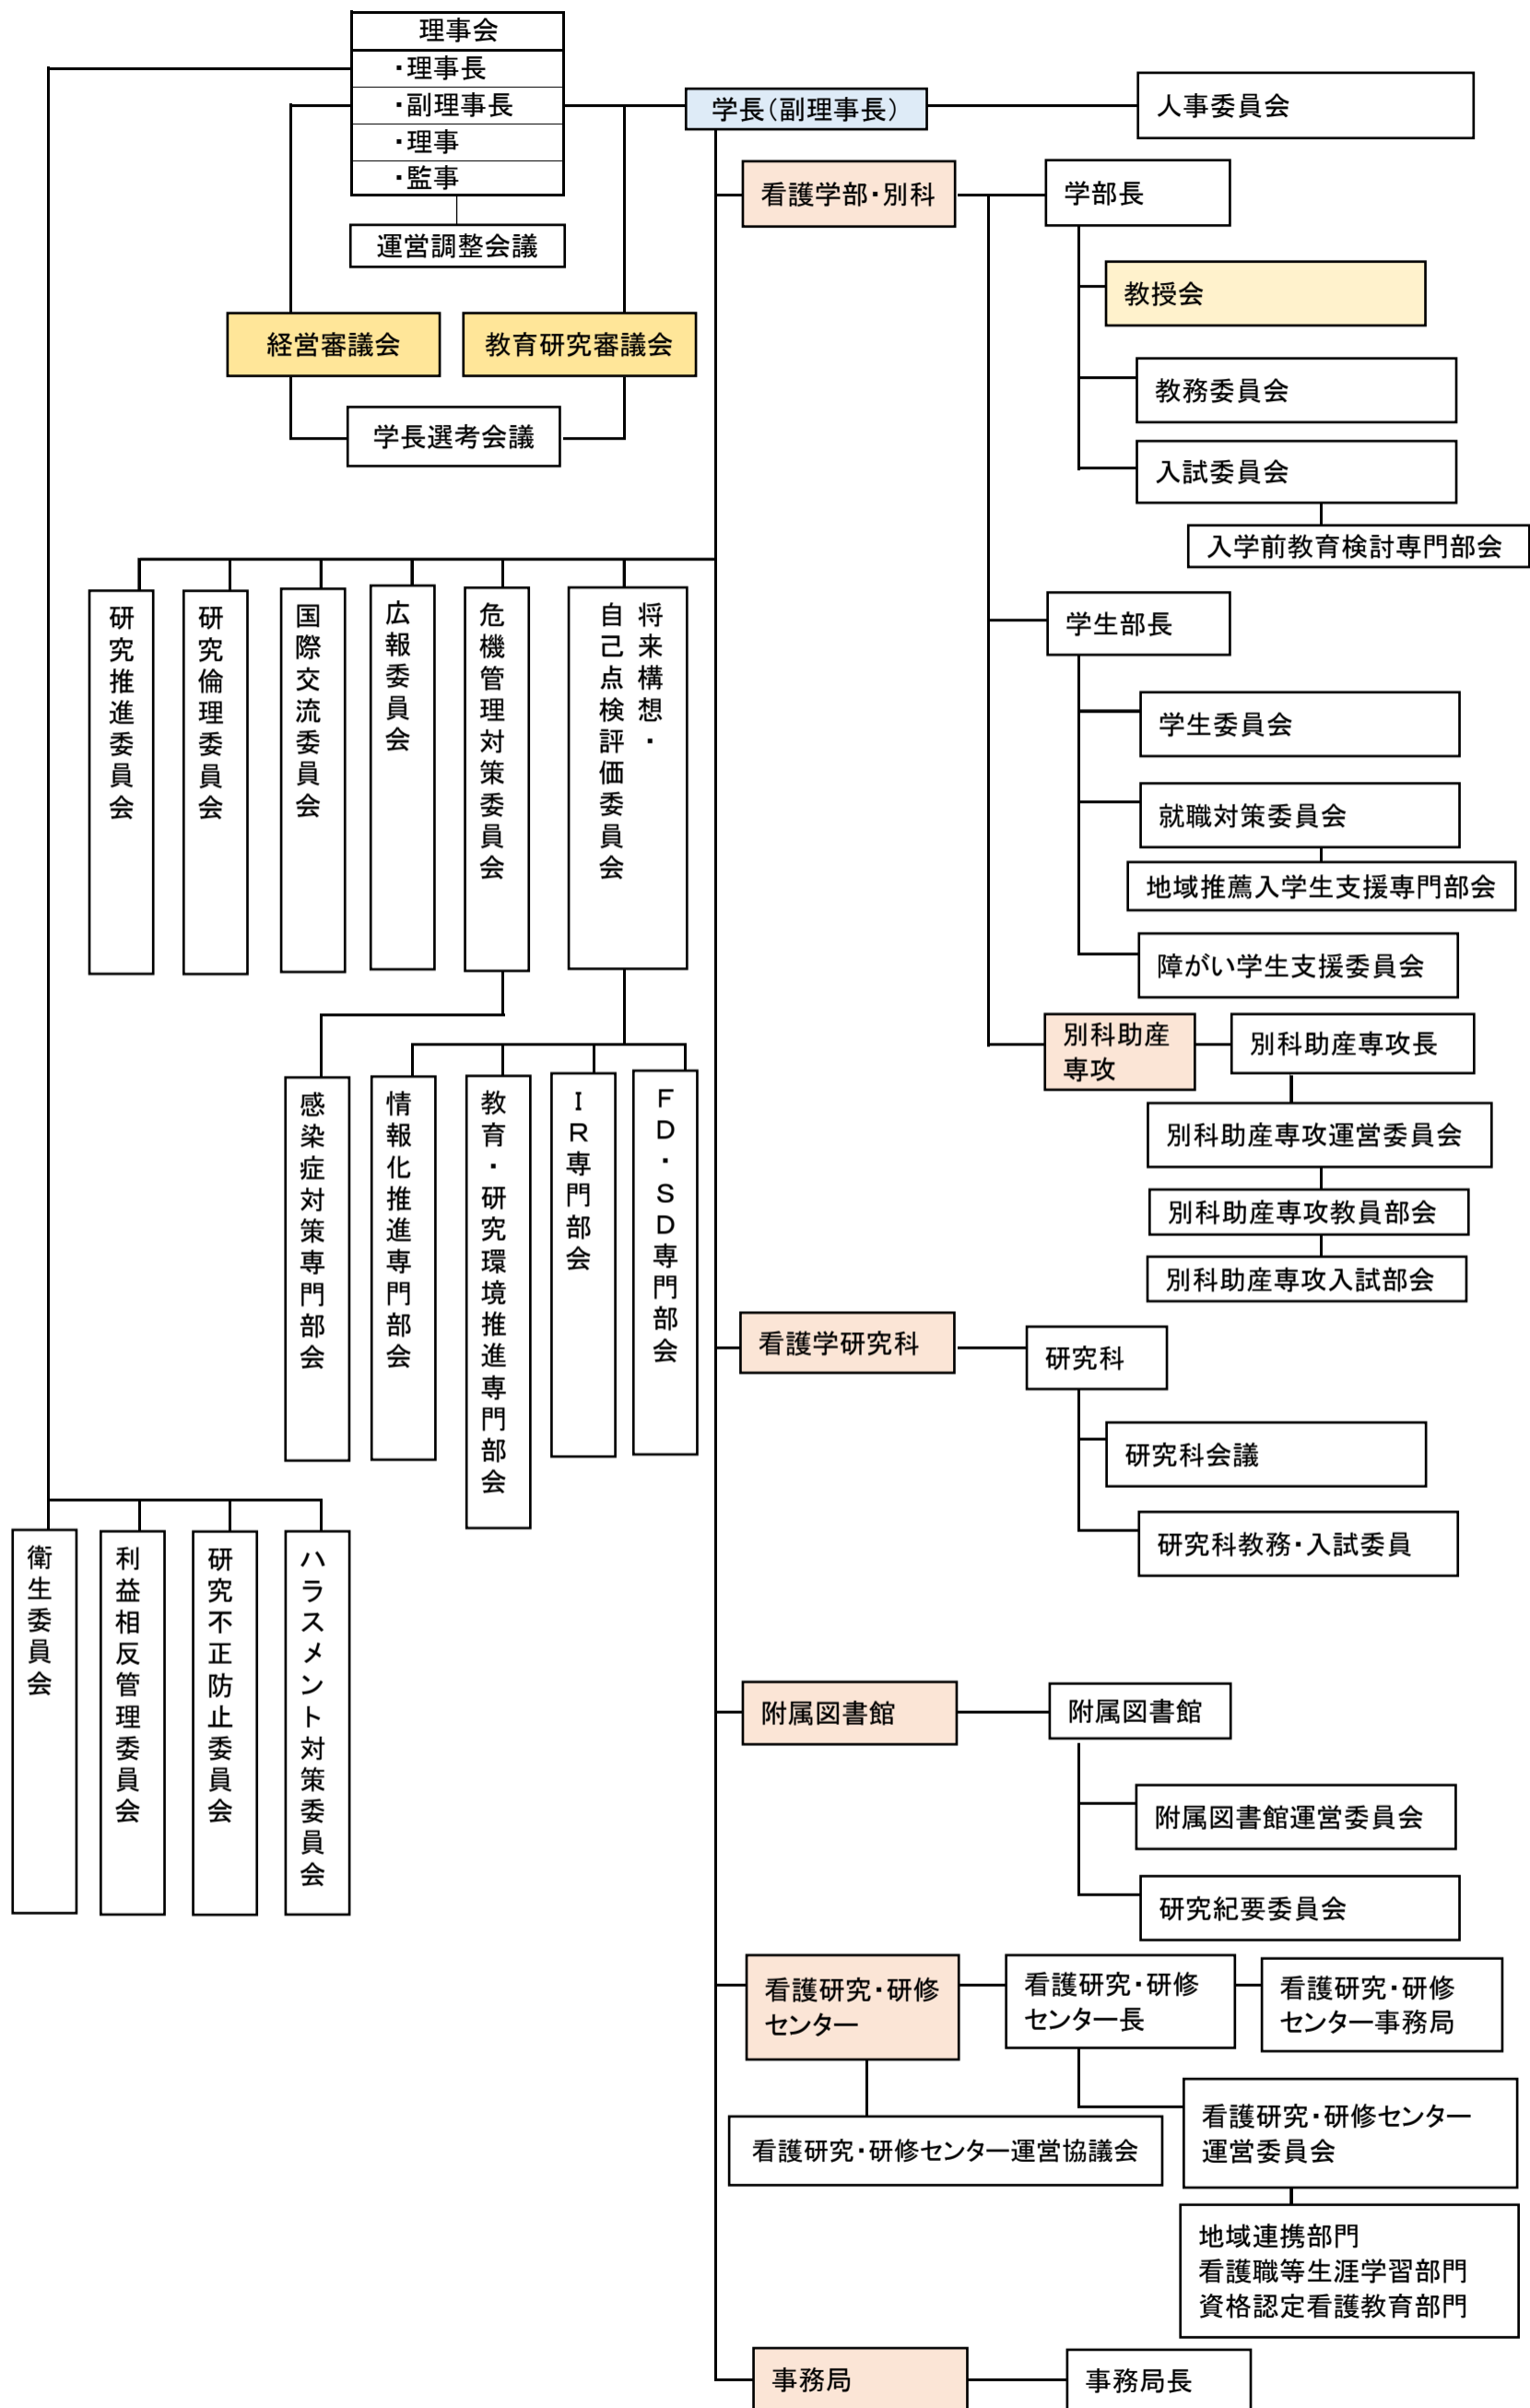 理事会
・理事長
・副理事長
・理事
・監事
運営調整会議
学長（副理事長）
人事委員会
経営審議会
教育研究審議会
学長選考会議
看護学部・別科
学部長
教授会
教務委員会
入試委員会
入学前教育検討専門部会
学生部長
学生委員会
就職対策委員会
地域推薦入学生支援専門部会
障がい学生支援委員会
別科助産
専攻
別科助産専攻長
別科助産専攻運営委員会
別科助産専攻教員部会
別科助産専攻入試部会
研究推進委員会
研究倫理委員会
国際交流委員会
広報委員会
危機管理対策委員会
将来構想・
自己点検評価委員会
感染症対策専門部会
情報化推進専門部会
教育・研究環境推進専門部会
ＩＲ専門部会
ＦＤ・ＳＤ専門部会
衛生委員会
利益相反管理委員会
研究不正防止委員会
ハラスメント対策委員会
看護学研究科
研究科
研究科会議
研究科教務・入試委員
附属図書館
附属図書館
附属図書館運営委員会
研究紀要委員会
看護研究・研修
センター
看護研究・研修
センター長
看護研究・研修
センター事務局
看護研究・研修センター運営協議会
看護研究・研修センター
運営委員会
地域連携部門
看護職等生涯学習部門
資格認定看護教育部門
事務局
事務局長